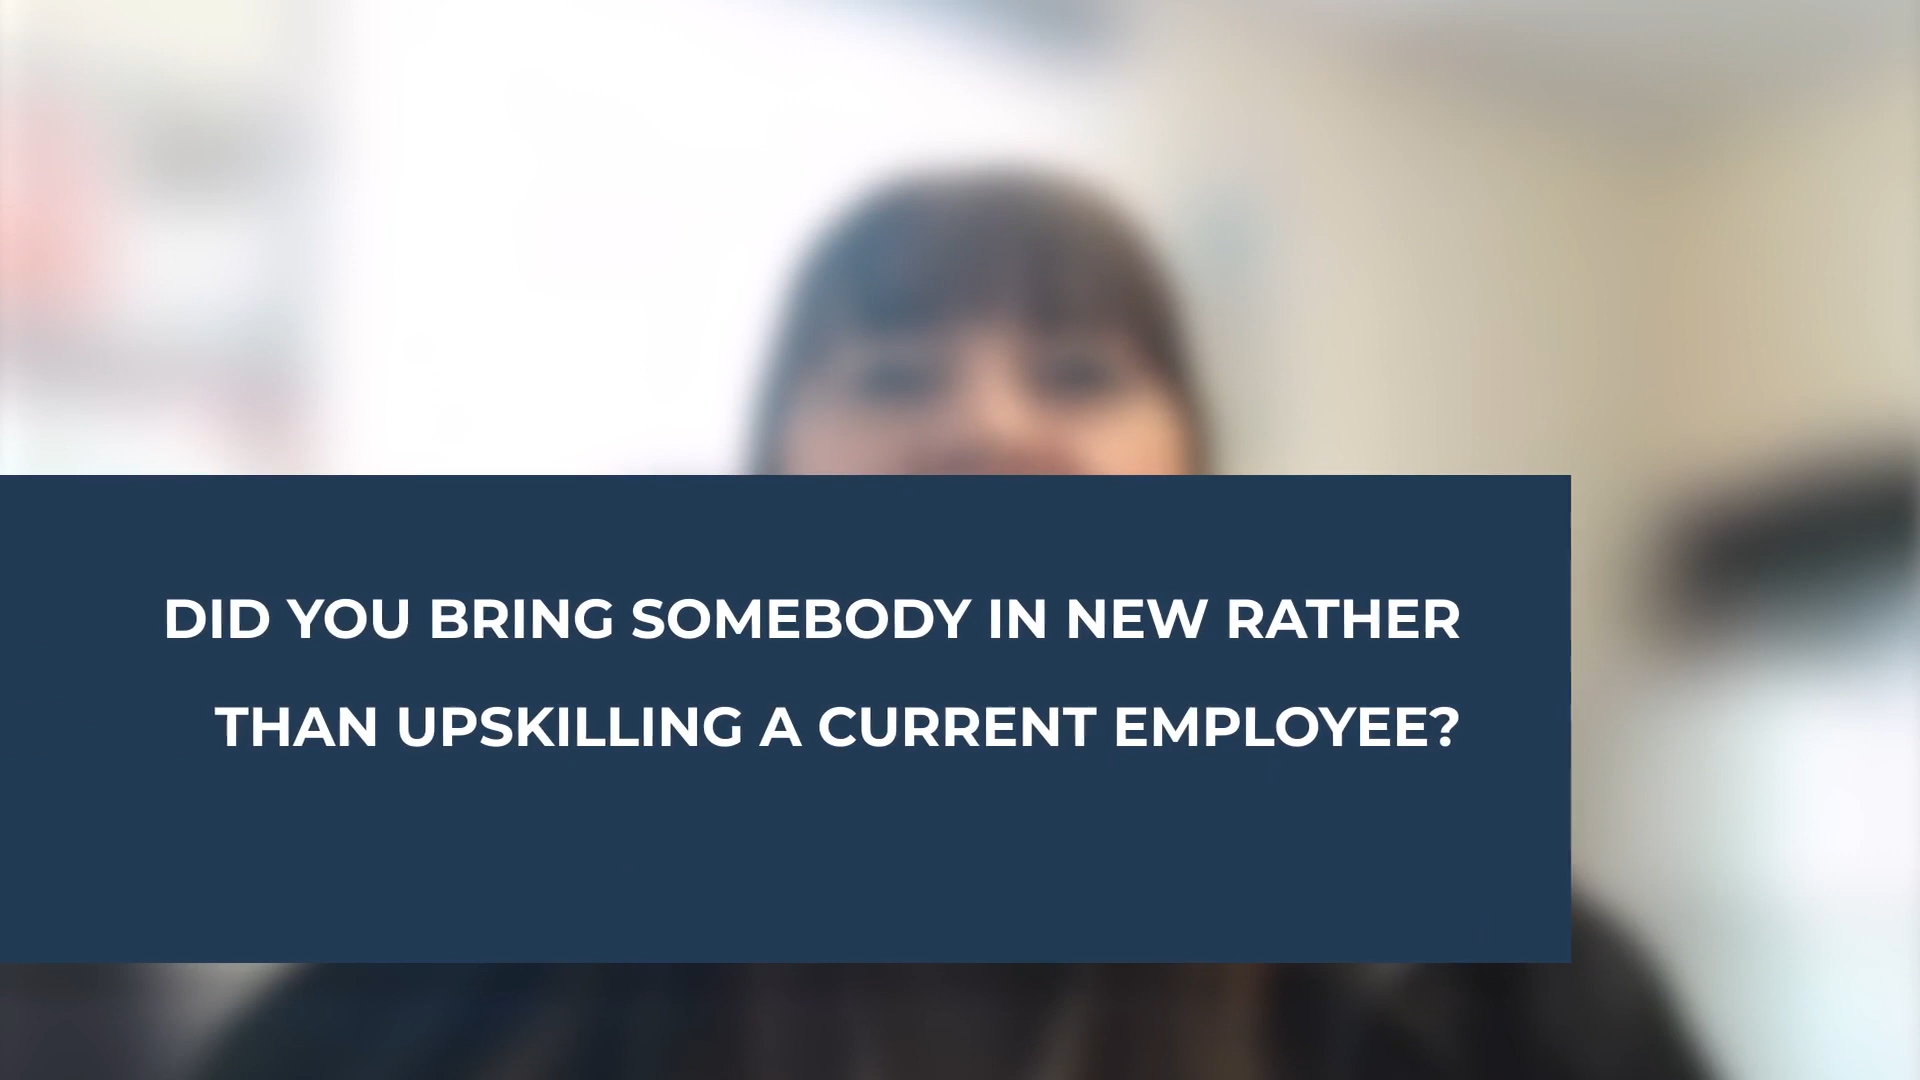 DID YOU BRING SOMEBODY IN NEW RATHER
THAN UPSKILLING A CURRENT EMPLOYEE?